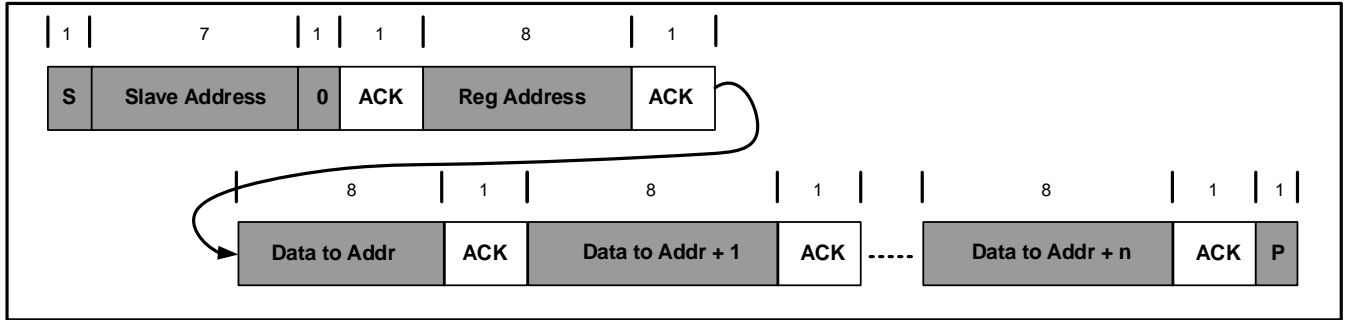 1 7 1 1 8 1
S Slave Address 0 ACK Reg Address ACK
8 1 8 1 8 1 1
Data to Addr ACK Data to Addr + 1 ACK Data to Addr + n ACK P